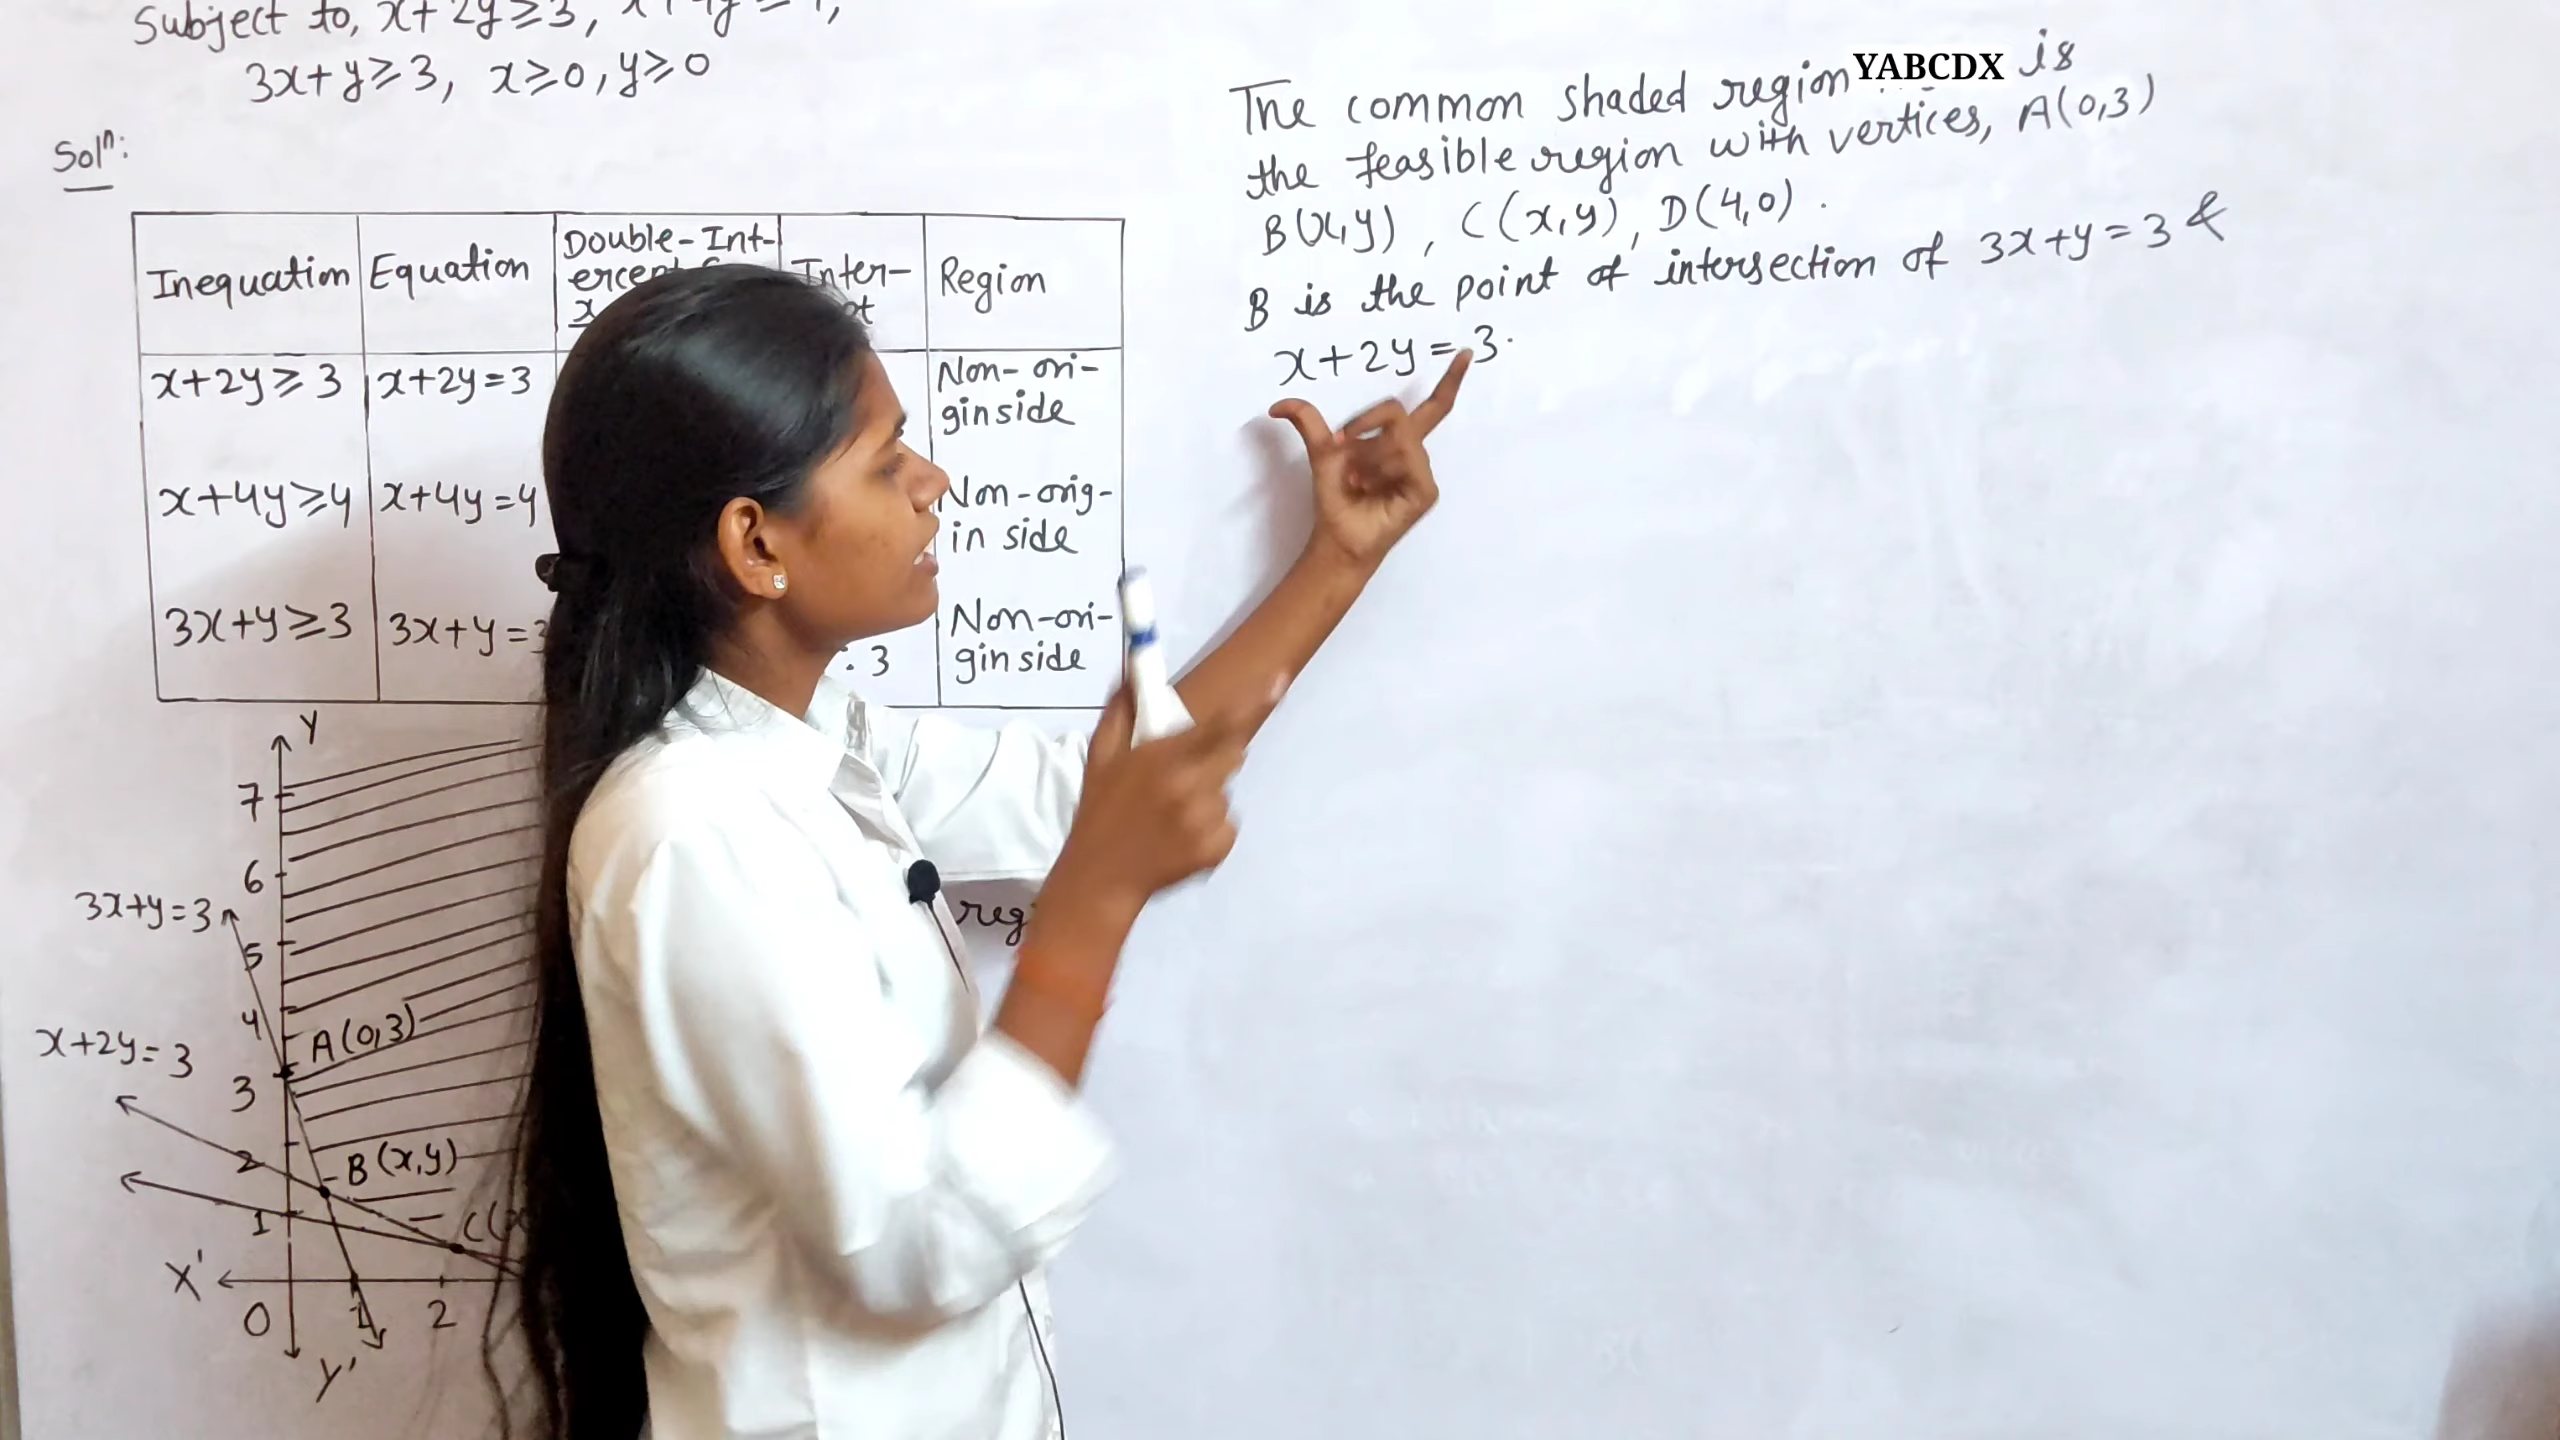 Subject to, x+2y≥3,
3x+y≥3, x≥0, y≥0
Solⁿ:
Inequation Equation Double-Int- Inter- Region
x
x+2y≥3 x+2y=3 Non-ori-
ginside
x+4y≥4 x+4y=4 Non-orig-
in side
3x+y≥3 3x+y=3 Non-ori-
3 gin side
Y
7
6
3x+y=3
5
4
A(0,3)
x+2y=3
3
2
B(x,y)
1
X'
0 1 2
Y'
The common shaded region YABCDX is
the feasible region with vertices, A(0,3)
B(x,y), C(x,y), D(4,0).
B is the point of intersection of 3x+y=3 &
x+2y=3.